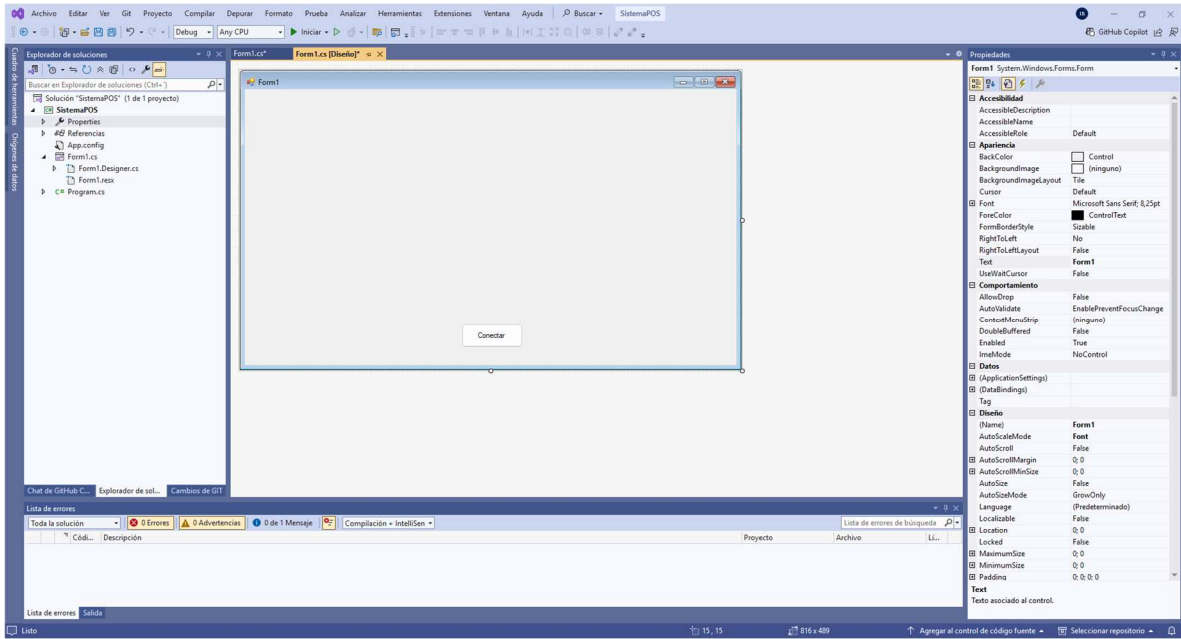 Archivo Editar Ver Git Proyecto Compilar Depurar Formato Prueba Analizar Herramientas Extensiones Ventana Ayuda Buscar SistemaPOS IS
Debug Any CPU Iniciar GitHub Copilot
Cuadro de herramientas
Orígenes de datos
Explorador de soluciones
Buscar en Explorador de soluciones (Ctrl+´)
Solución "SistemaPOS" (1 de 1 proyecto)
SistemaPOS
Properties
Referencias
App.config
Form1.cs
Form1.Designer.cs
Form1.resx
C# Program.cs
Chat de GitHub C... Explorador de sol... Cambios de GIT
Form1.cs* Form1.cs [Diseño]*
Form1
Conectar
Propiedades
Form1 System.Windows.Forms.Form
Accesibilidad
AccessibleDescription
AccessibleName
AccessibleRole Default
Apariencia
BackColor Control
BackgroundImage (ninguno)
BackgroundImageLayout Tile
Cursor Default
Font Microsoft Sans Serif; 8,25pt
ForeColor ControlText
FormBorderStyle Sizable
RightToLeft No
RightToLeftLayout False
Text Form1
UseWaitCursor False
Comportamiento
AllowDrop False
AutoValidate EnablePreventFocusChange
ContextMenuStrip (ninguno)
DoubleBuffered False
Enabled True
ImeMode NoControl
Datos
(ApplicationSettings)
(DataBindings)
Tag
Diseño
(Name) Form1
AutoScaleMode Font
AutoScroll False
AutoScrollMargin 0; 0
AutoScrollMinSize 0; 0
AutoSize False
AutoSizeMode GrowOnly
Language (Predeterminado)
Localizable False
Location 0; 0
Locked False
MaximumSize 0; 0
MinimumSize 0; 0
Padding 0; 0; 0; 0
Text
Texto asociado al control.
Lista de errores
Toda la solución 0 Errores 0 Advertencias 0 de 1 Mensaje Compilación + IntelliSen Lista de errores de búsqueda
Códi... Descripción Proyecto Archivo Lí...
Lista de errores Salida
Listo 15 , 15 816 x 489 Agregar al control de código fuente Seleccionar repositorio